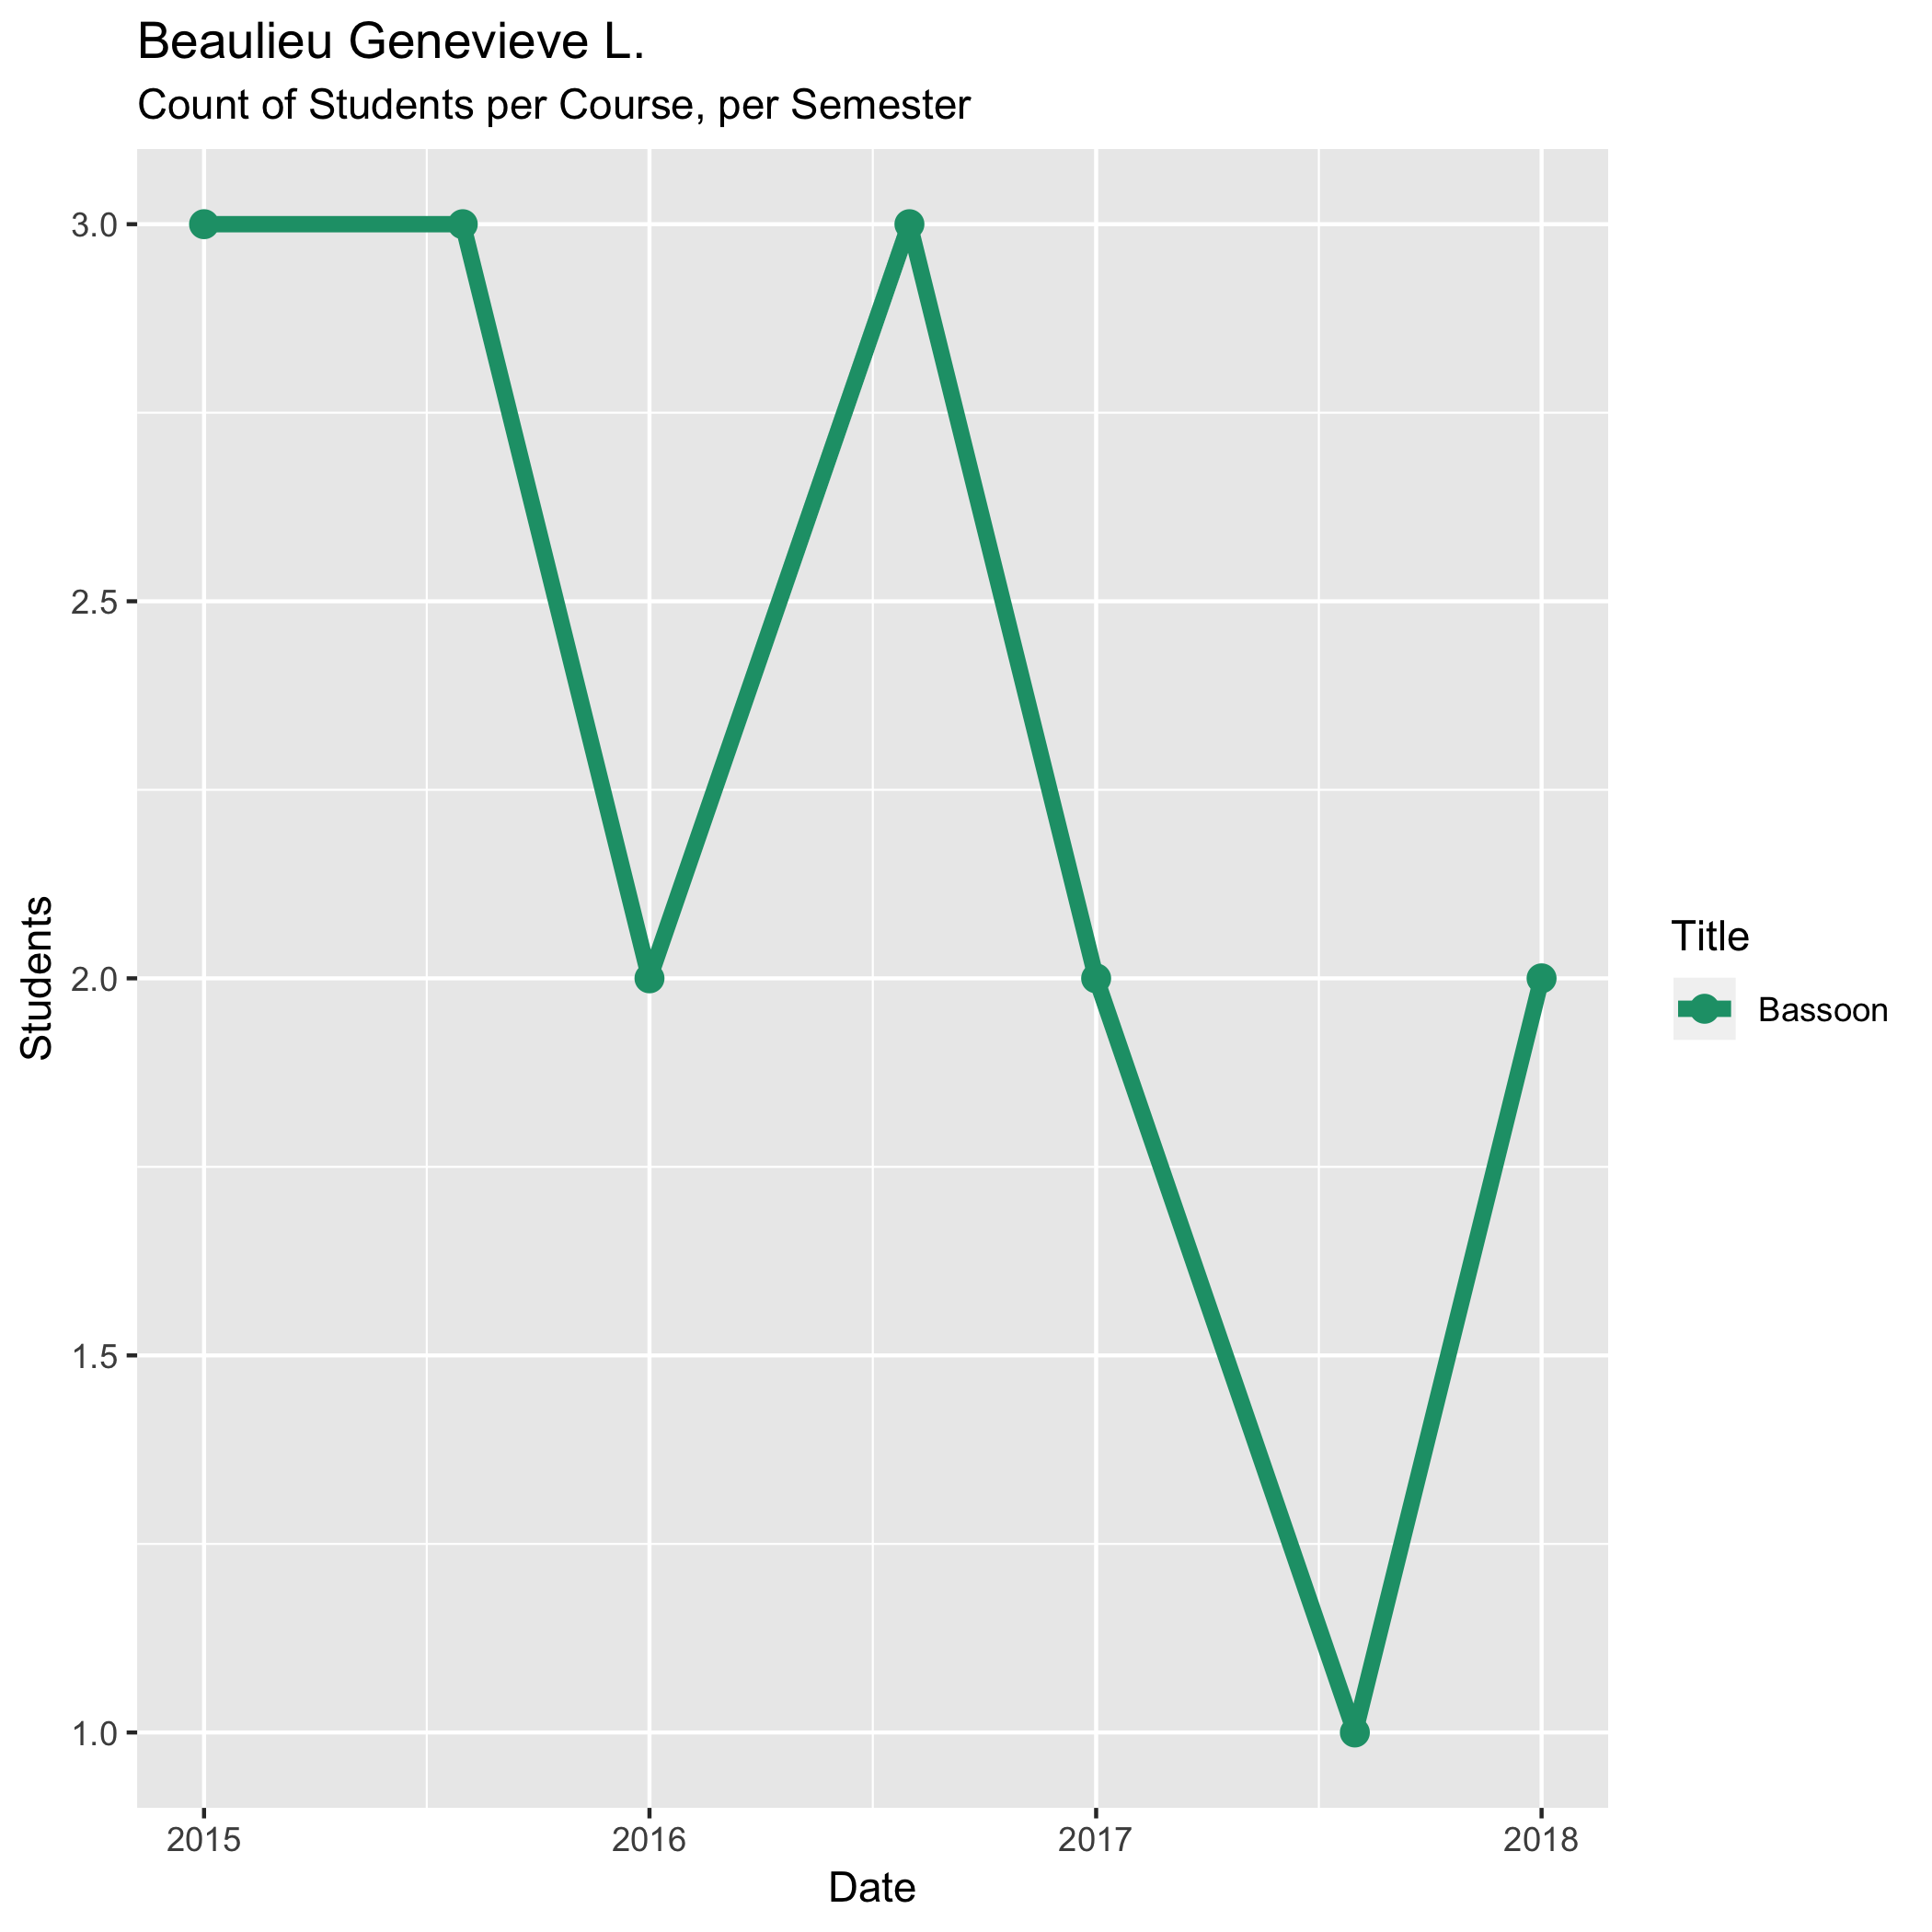 Beaulieu Genevieve L.
Count of Students per Course, per Semester
3.0
2.5
2.0
1.5
1.0
Students
2015
2016
2017
2018
Date
Title
Bassoon